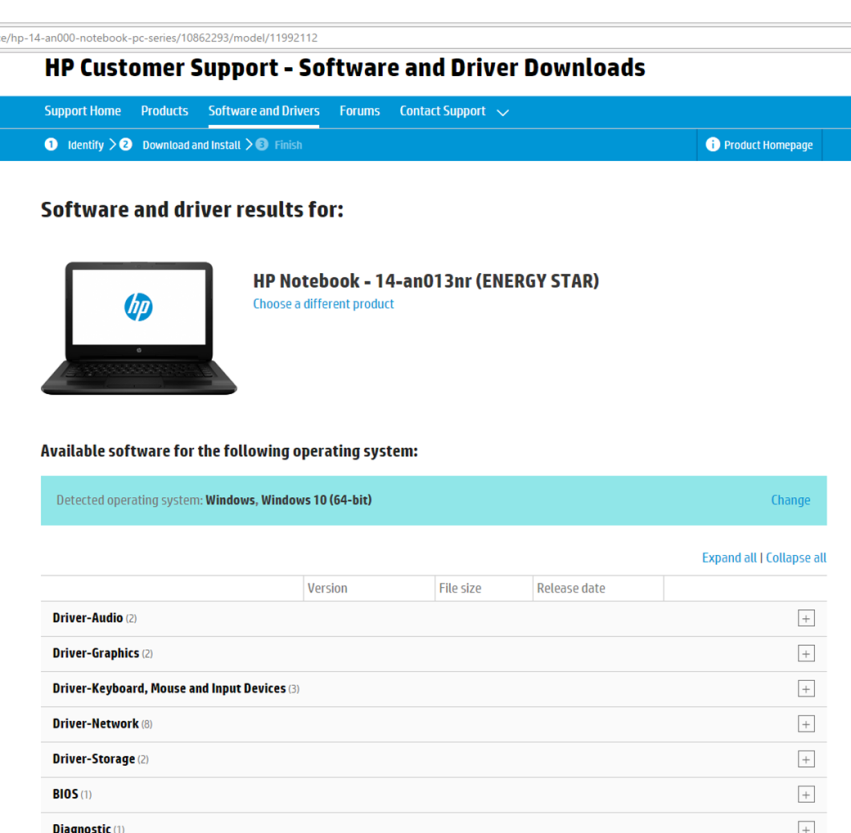 e/hp-14-an000-notebook-pc-series/10862293/model/11992112
HP Customer Support - Software and Driver Downloads
Support Home Products Software and Drivers Forums Contact Support
1 Identify 2 Download and Install 3 Finish i Product Homepage
Software and driver results for:
hp
HP Notebook - 14-an013nr (ENERGY STAR)
Choose a different product
Available software for the following operating system:
Detected operating system: Windows, Windows 10 (64-bit) Change
Expand all | Collapse all
Version File size Release date
Driver-Audio (2)
Driver-Graphics (2)
Driver-Keyboard, Mouse and Input Devices (3)
Driver-Network (8)
Driver-Storage (2)
BIOS (1)
Diagnostic (1)